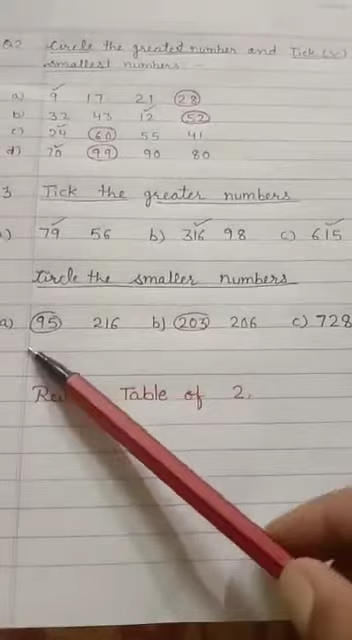 Q2 Circle the greatest number and Tick (✓)
smallest numbers -
a) 9 17 21 28
b) 32 43 12 52
c) 24 60 55 41
d) 70 99 90 80
3 Tick the greater numbers
) 79 56 b) 316 98 c) 615
Circle the smaller numbers
a) 95 216 b) 203 206 c) 728
Table of 2.